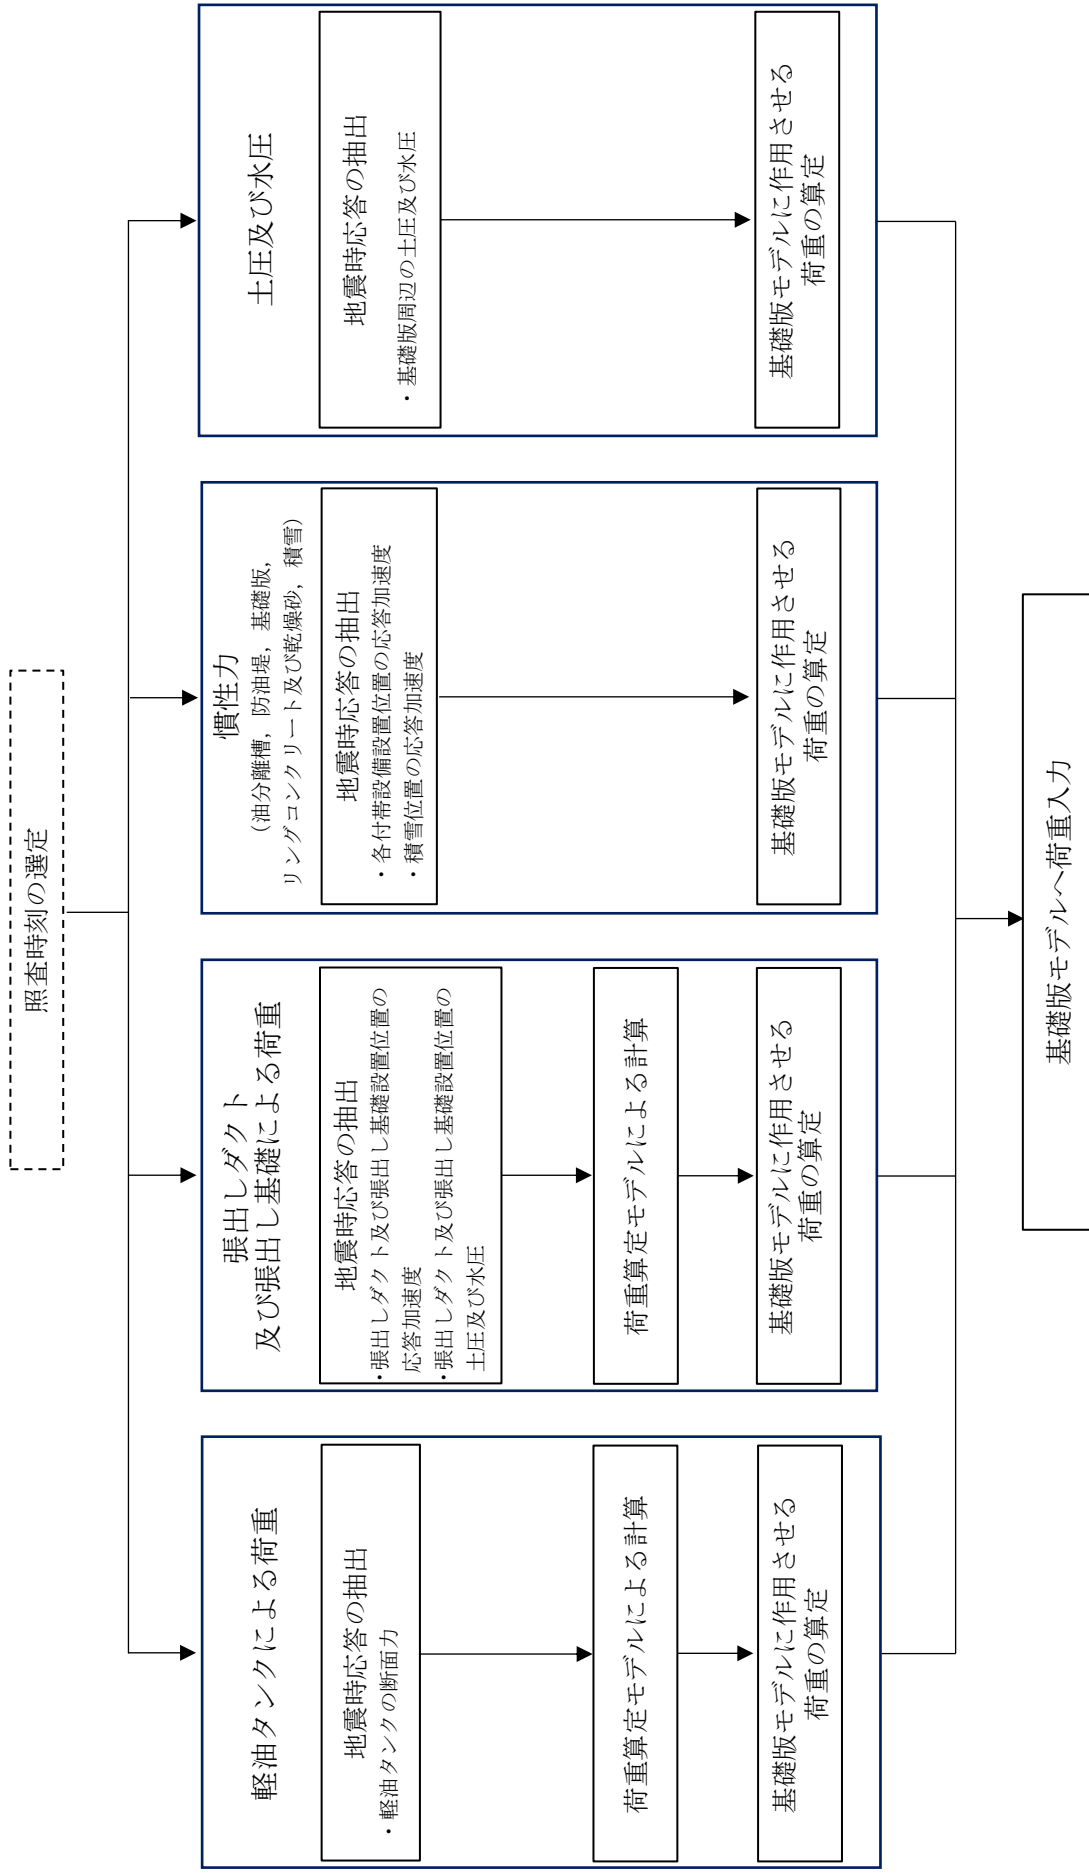 照査時刻の選定
軽油タンクによる荷重
地震時応答の抽出
・軽油タンクの断面力
荷重算定モデルによる計算
基礎版モデルに作用させる
荷重の算定
張出しダクト
及び張出し基礎による荷重
地震時応答の抽出
・張出しダクト及び張出し基礎設置位置の
応答加速度
・張出しダクト及び張出し基礎設置位置の
土圧及び水圧
荷重算定モデルによる計算
基礎版モデルに作用させる
荷重の算定
慣性力
（油分離槽，防油堤，基礎版，
リングコンクリート及び乾燥砂，積雪）
地震時応答の抽出
・各付帯設備設置位置の応答加速度
・積雪位置の応答加速度
基礎版モデルに作用させる
荷重の算定
土圧及び水圧
地震時応答の抽出
・基礎版周辺の土圧及び水圧
基礎版モデルに作用させる
荷重の算定
基礎版モデルへ荷重入力